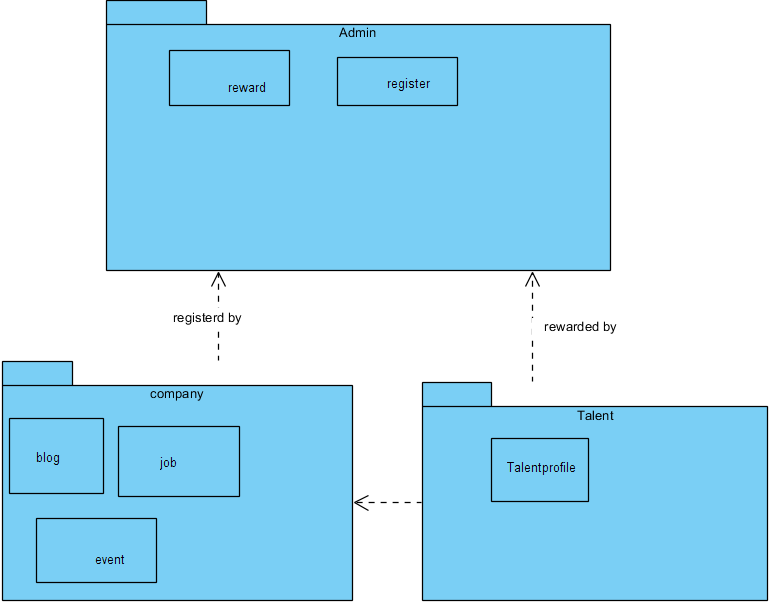 Admin
reward
register
registerd by
rewarded by
company
Talent
blog
job
Talentprofile
event